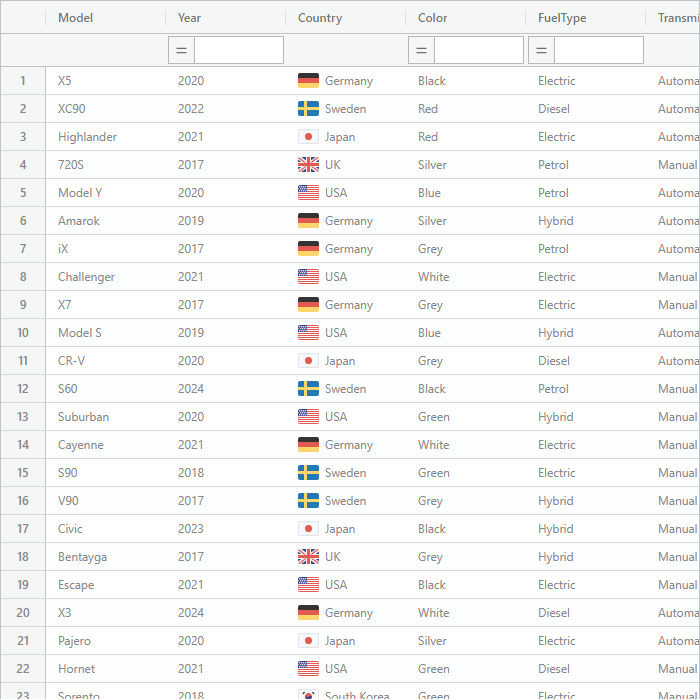 Model Year Country Color FuelType Transmi
= = =
1 X5 2020 Germany Black Electric Automa
2 XC90 2022 Sweden Red Diesel Automa
3 Highlander 2021 Japan Red Electric Automa
4 720S 2017 UK Silver Petrol Manual
5 Model Y 2020 USA Blue Petrol Automa
6 Amarok 2019 Germany Silver Hybrid Automa
7 iX 2017 Germany Grey Petrol Automa
8 Challenger 2021 USA White Electric Manual
9 X7 2017 Germany Grey Electric Manual
10 Model S 2019 USA Blue Hybrid Automa
11 CR-V 2020 Japan Grey Diesel Automa
12 S60 2024 Sweden Black Petrol Manual
13 Suburban 2020 USA Green Hybrid Manual
14 Cayenne 2021 Germany White Electric Manual
15 S90 2018 Sweden Green Electric Manual
16 V90 2017 Sweden Grey Hybrid Manual
17 Civic 2023 Japan Black Hybrid Manual
18 Bentayga 2017 UK Grey Hybrid Manual
19 Escape 2021 USA Black Electric Manual
20 X3 2024 Germany White Diesel Automa
21 Pajero 2020 Japan Silver Electric Automa
22 Hornet 2021 USA Green Diesel Manual
23 Sorento 2018 South Korea Green Electric Manual